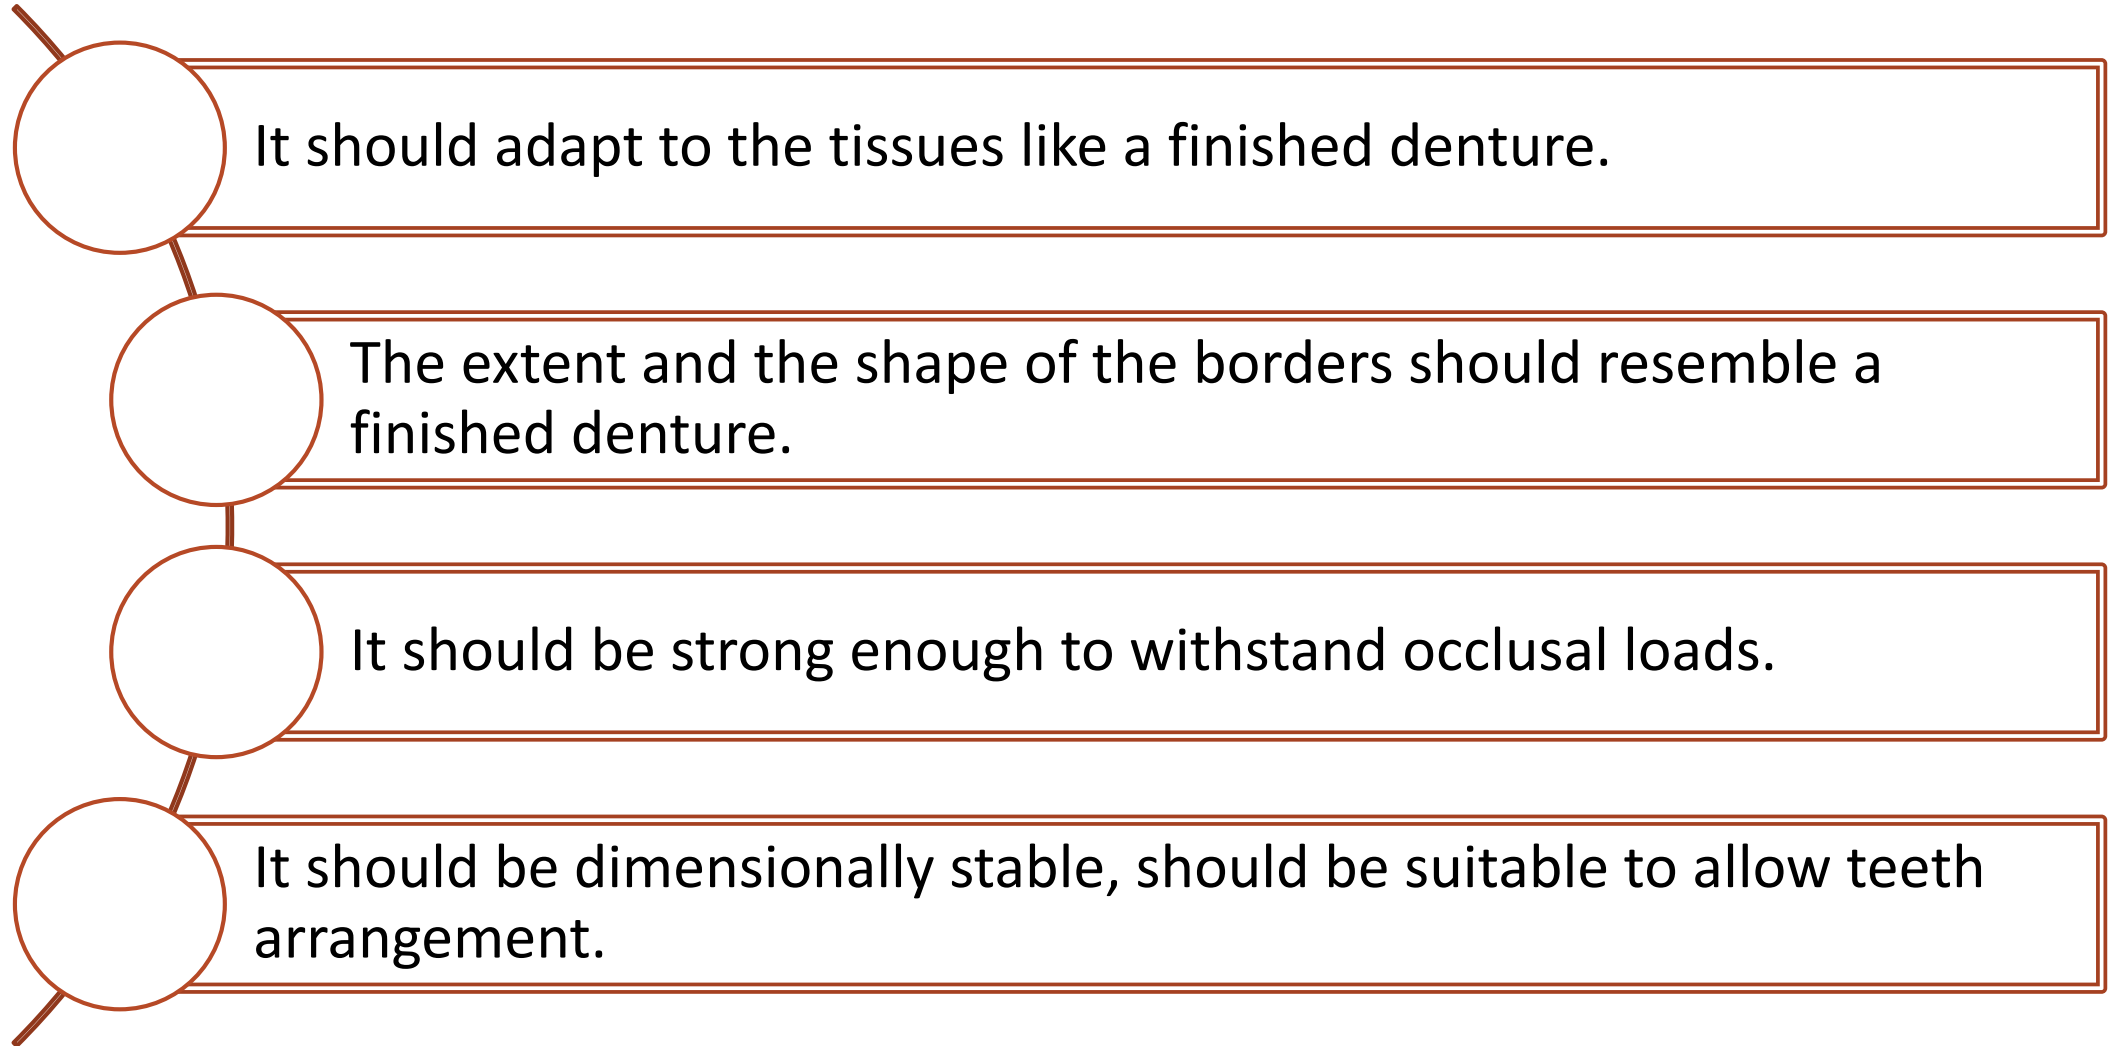 It should adapt to the tissues like a finished denture.
The extent and the shape of the borders should resemble a
finished denture.
It should be strong enough to withstand occlusal loads.
It should be dimensionally stable, should be suitable to allow teeth
arrangement.